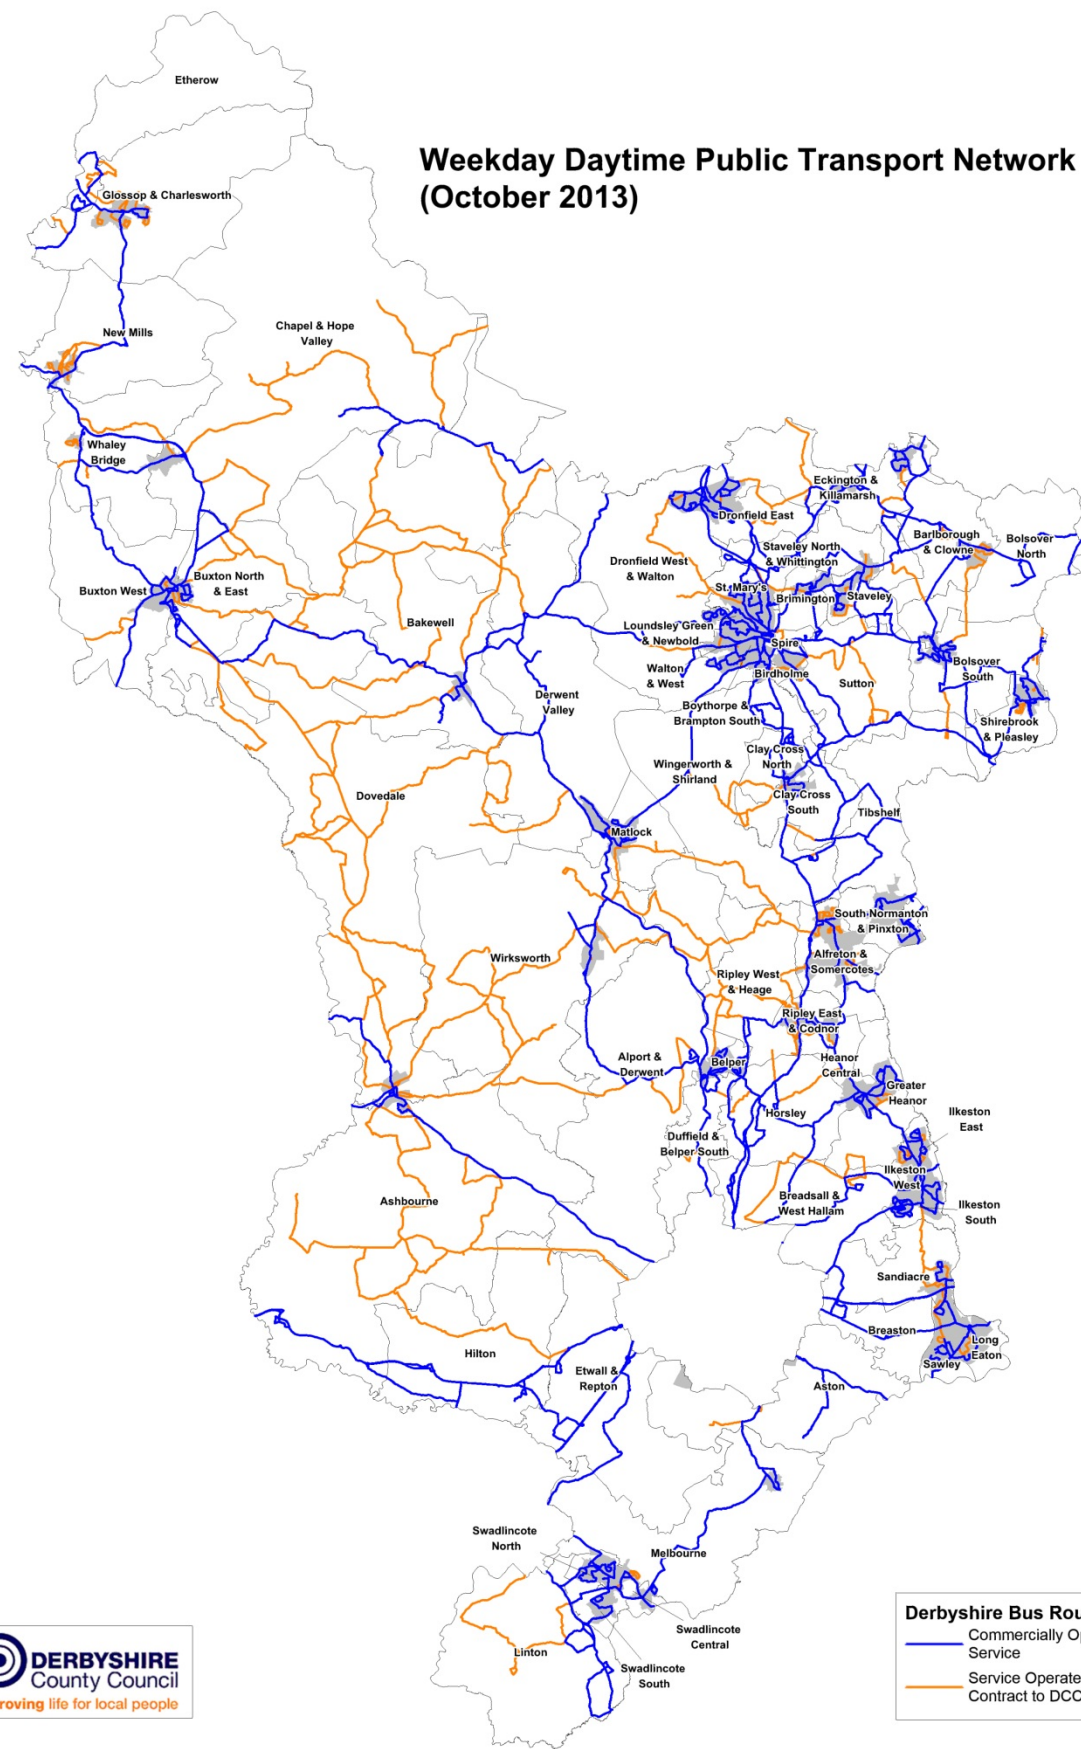 Etherow
Weekday Daytime Public Transport Network
(October 2013)
Glossop & Charlesworth
New Mills
Chapel & Hope
Valley
Whaley
Bridge
Eckington &
Killamarsh
Dronfield East
Barlborough
& Clowne
Bolsover
North
Staveley North
& Whittington
Dronfield West
& Walton
Buxton North
& East
Buxton West
St. Mary's
Brimington
Staveley
Bakewell
Loundsley Green
& Newbold
Spire
Walton
& West
Birdholme
Bolsover
South
Sutton
Derwent
Valley
Boythorpe &
Brampton South
Shirebrook
& Pleasley
Clay Cross
North
Wingerworth &
Shirland
Dovedale
Clay Cross
South
Tibshelf
Matlock
South Normanton
& Pinxton
Wirksworth
Alfreton &
Somercotes
Ripley West
& Heage
Ripley East
& Codnor
Alport &
Derwent
Belper
Heanor
Central
Greater
Heanor
Horsley
Ilkeston
East
Duffield &
Belper South
Ilkeston
West
Ashbourne
Breadsall &
West Hallam
Ilkeston
South
Sandiacre
Breaston
Long
Eaton
Hilton
Sawley
Etwall &
Repton
Aston
Swadlincote
North
Melbourne
Swadlincote
Central
Linton
Swadlincote
South
DERBYSHIRE
County Council
roving life for local people
Derbyshire Bus Rou
Commercially Op
Service
Service Operate
Contract to DCC